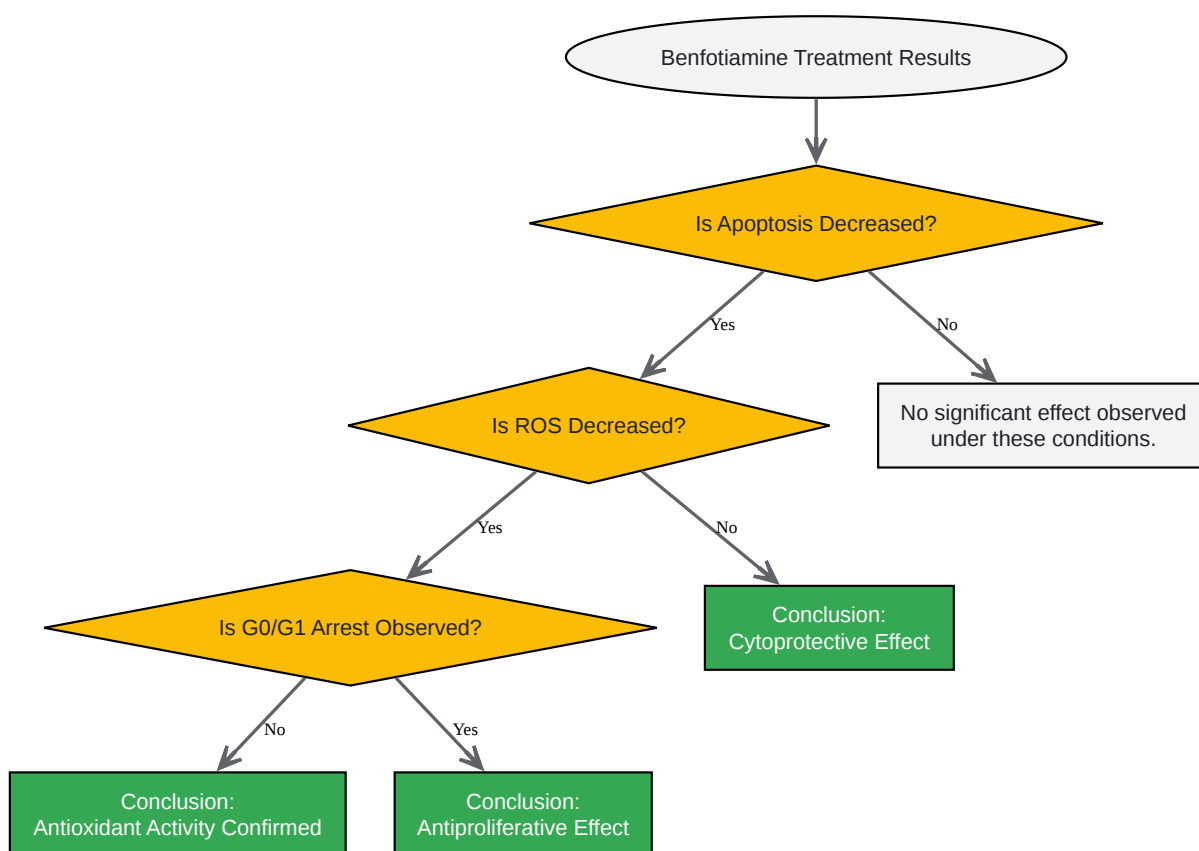 Benfotiamine Treatment Results
Is Apoptosis Decreased?
Yes
No
Is ROS Decreased?
No significant effect observed
under these conditions.
Yes
No
Is G0/G1 Arrest Observed?
Conclusion:
Cytoprotective Effect
No
Yes
Conclusion:
Antioxidant Activity Confirmed
Conclusion:
Antiproliferative Effect